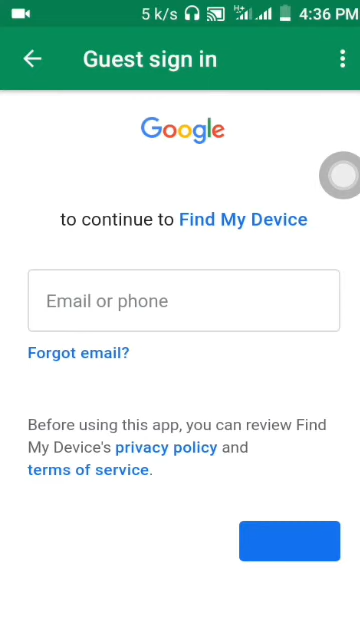 5 k/s H+ 4:36 PM
Guest sign in
Google
to continue to Find My Device
Email or phone
Forgot email?
Before using this app, you can review Find
My Device's privacy policy and
terms of service.